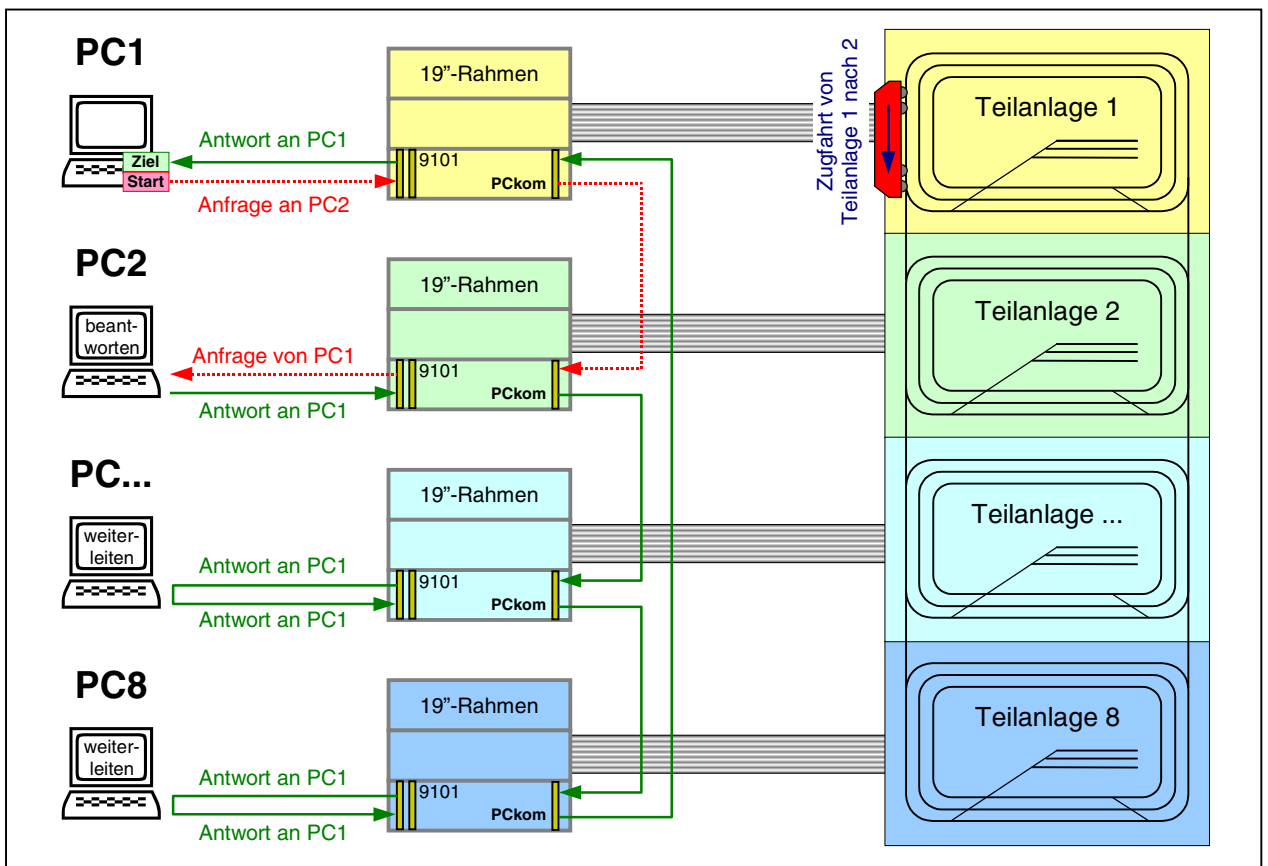 PC1
Ziel
Start
Antwort an PC1
Anfrage an PC2
19”-Rahmen
9101
PCkom
Zugfahrt von
Teilanlage 1 nach 2
Teilanlage 1
PC2
beant-
worten
Anfrage von PC1
Antwort an PC1
19”-Rahmen
9101
PCkom
Teilanlage 2
PC...
weiter-
leiten
Antwort an PC1
Antwort an PC1
19”-Rahmen
9101
PCkom
Teilanlage ...
PC8
weiter-
leiten
Antwort an PC1
Antwort an PC1
19”-Rahmen
9101
PCkom
Teilanlage 8